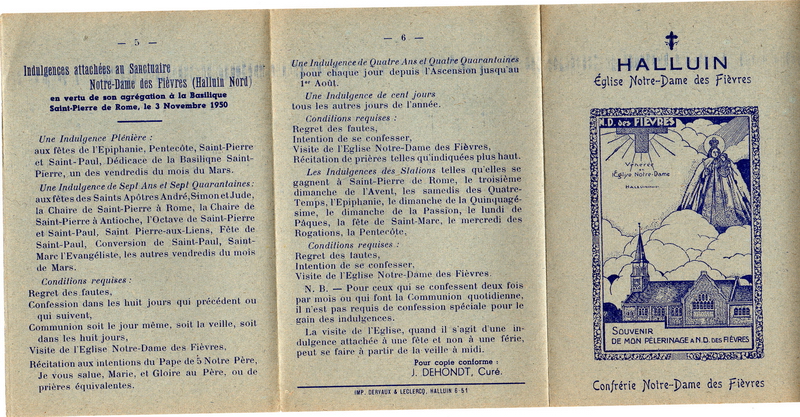 — 5 —
Indulgences attachées au Sanctuaire
Notre-Dame des Fièvres (Halluin Nord)
en vertu de son agrégation à la Basilique
Saint-Pierre de Rome, le 3 Novembre 1950
Une Indulgence Plénière :
aux fêtes de l'Epiphanie, Pentecôte, Saint-Pierre
et Saint-Paul, Dédicace de la Basilique Saint-
Pierre, un des vendredis du mois de Mars.
Une Indulgence de Sept Ans et Sept Quarantaines:
aux fêtes des Saints Apôtres André, Simon et Jude,
la Chaire de Saint-Pierre à Rome, la Chaire de
Saint-Pierre à Antioche, l'Octave de Saint-Pierre
et Saint-Paul, Saint Pierre-aux-Liens, Fête de
Saint-Paul, Conversion de Saint-Paul, Saint-
Marc l'Evangéliste, les autres vendredis du mois
de Mars.
Conditions requises :
Regret des fautes,
Confession dans les huit jours qui précédent ou
qui suivent,
Communion soit le jour même, soit la veille, soit
dans les huit jours,
Visite de l'Eglise Notre-Dame des Fièvres.
Récitation aux intentions du Pape de 5 Notre Père,
Je vous salue, Marie, et Gloire au Père, ou de
prières équivalentes.
— 6 —
Une Indulgence de Quatre Ans et Quatre Quarantaines
pour chaque jour depuis l'Ascension jusqu'au
1er Août.
Une Indulgence de cent jours
tous les autres jours de l'année.
Conditions requises :
Regret des fautes,
Intention de se confesser,
Visite de l'Eglise Notre-Dame des Fièvres,
Récitation de prières telles qu'indiquées plus haut.
Les Indulgences des Stations telles qu'elles se
gagnent à Saint-Pierre de Rome, le troisième
dimanche de l'Avent, les samedis des Quatre-
Temps, l'Epiphanie, le dimanche de la Quinquagé-
sime, le dimanche de la Passion, le lundi de
Pâques, la fête de Saint-Marc, le mercredi des
Rogations, la Pentecôte,
Conditions requises :
Regret des fautes,
Intention de se confesser,
Visite de l'Eglise Notre-Dame des Fièvres.
N. B. — Pour ceux qui se confessent deux fois
par mois ou qui font la Communion quotidienne,
il n'est pas requis de confession spéciale pour le
gain des indulgences.
La visite de l'Eglise, quand il s'agit d'une in-
dulgence attachée à une fête et non à une férie,
peut se faire à partir de la veille à midi.
Pour copie conforme :
J. DEHONDT, Curé.
IMP. DERVAUX & LECLERCQ, HALLUIN 6 51
HALLUIN
Église Notre-Dame des Fièvres
N.D. des FIÈVRES
Vénérée
en
l'Église Notre-Dame
HALLUIN
SOUVENIR
DE MON PÈLERINAGE A N.D. DES FIÈVRES
Confrérie Notre-Dame des Fièvres